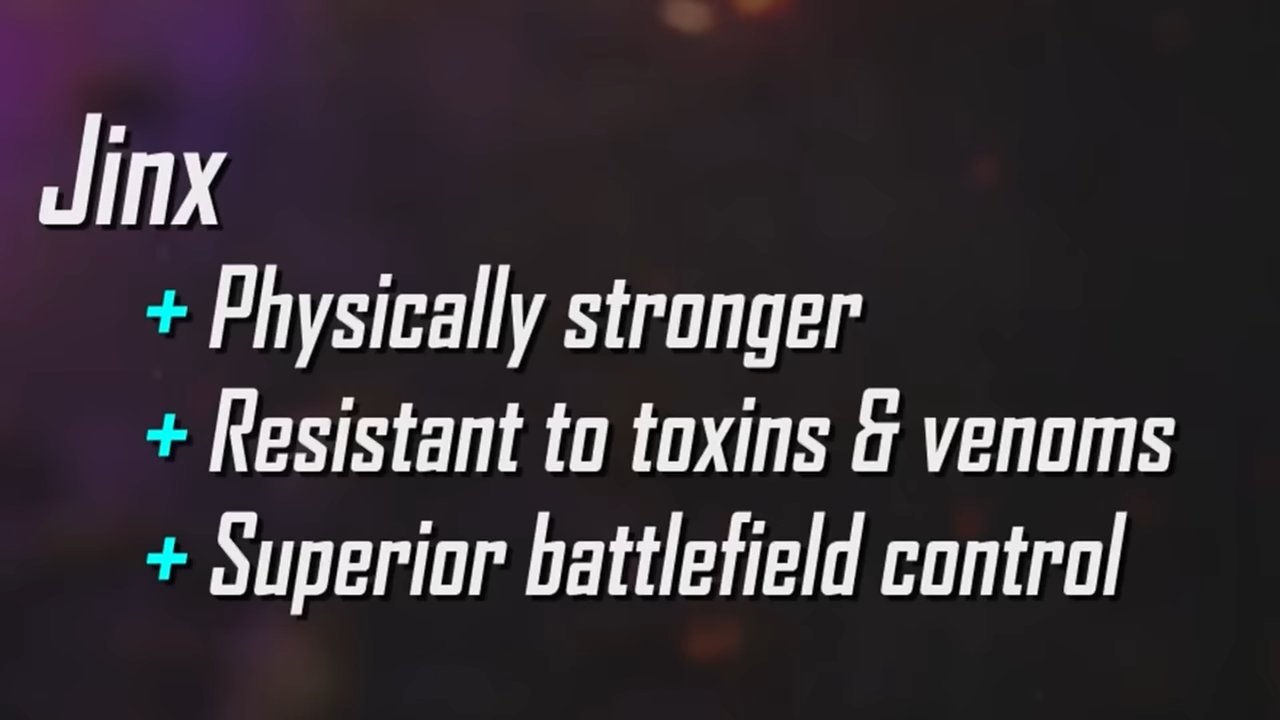 Jinx
+ Physically stronger
+ Resistant to toxins & venoms
+ Superior battlefield control